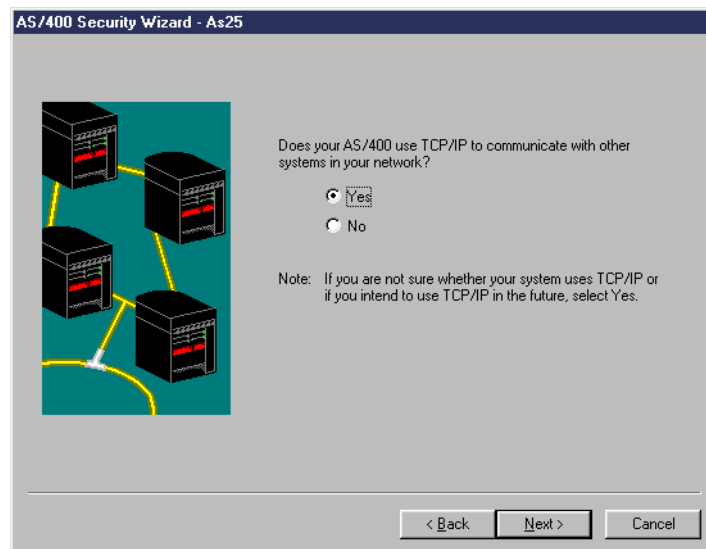 AS/400 Security Wizard - As25
Does your AS/400 use TCP/IP to communicate with other
systems in your network?
Yes
No
Note: If you are not sure whether your system uses TCP/IP or
if you intend to use TCP/IP in the future, select Yes.
< Back
Next >
Cancel